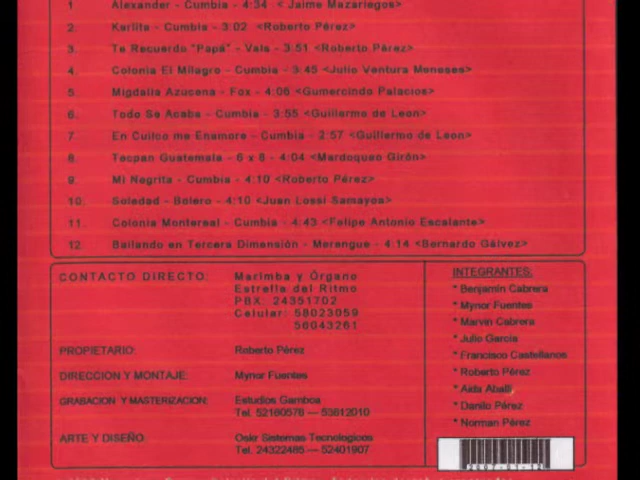 1 Alexander - Cumbia - 4:34 < Jaime Mazariegos>
2. Karlita - Cumbia - 3:02 <Roberto Pérez>
3. Te Recuerdo "Papá" - Vals - 3:51 <Roberto Pérez>
4. Colonia El Milagro - Cumbia - 3:45 <Julio Ventura Meneses>
5. Migdalia Azucena - Fox - 4:06 <Gumercindo Palacios>
6. Todo Se Acaba - Cumbia - 3:55 <Guillermo de Leon>
7. En Cuilco me Enamore - Cumbia - 2:57 <Guillermo de Leon>
8. Tecpan Guatemala - 6 x 8 - 4:04 <Mardoqueo Girón>
9. Mi Negrita - Cumbia - 4:10 <Roberto Pérez>
10. Soledad - Bolero - 4:10 <Juan Lossi Samayoa>
11. Colonia Montereal - Cumbia - 4:43 <Felipe Antonio Escalante>
12. Bailando en Tercera Dimensión - Merengue - 4:14 <Bernardo Gálvez>
CONTACTO DIRECTO: Marimba y Órgano
Estrella del Ritmo
PBX: 24351702
Celular: 58023059
56043261
PROPIETARIO: Roberto Pérez
DIRECCION Y MONTAJE: Mynor Fuentes
GRABACION Y MASTERIZACION: Estudios Gamboa
Tel. 52160576 — 53612010
ARTE Y DISEÑO: Oskr Sistemas Tecnologicos
Tel. 24322485 — 52401907
INTEGRANTES:
* Benjamin Cabrera
* Mynor Fuentes
* Marvin Cabrera
* Julio García
* Francisco Castellanos
* Roberto Pérez
* Aida Aballi
* Danilo Pérez
* Norman Pérez
2007-01-12